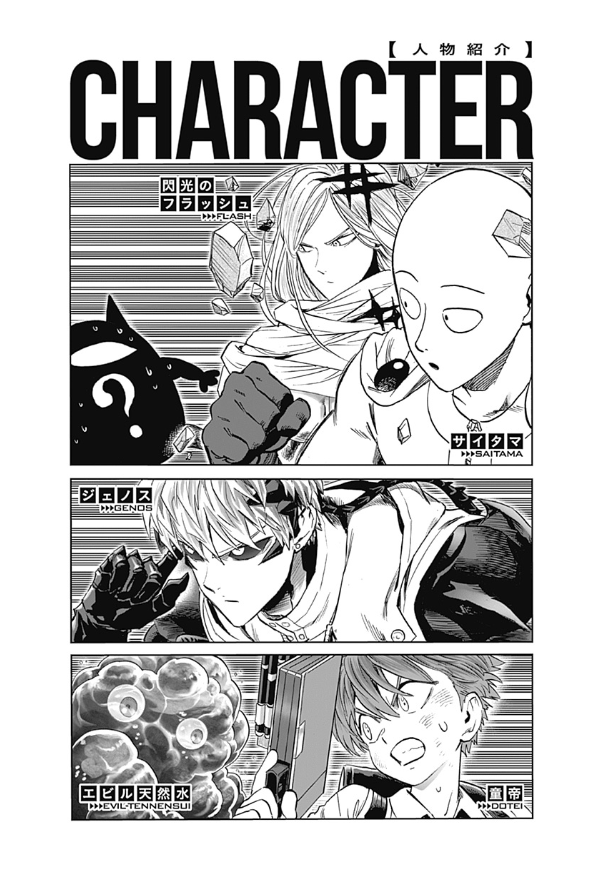 【人物紹介】
CHARACTER
閃光の
フラッシュ
FLASH
?
サイタマ
SAITAMA
ジェノス
GENOS
エビル天然水
EVIL-TENNENSUI
童帝
DOTEI